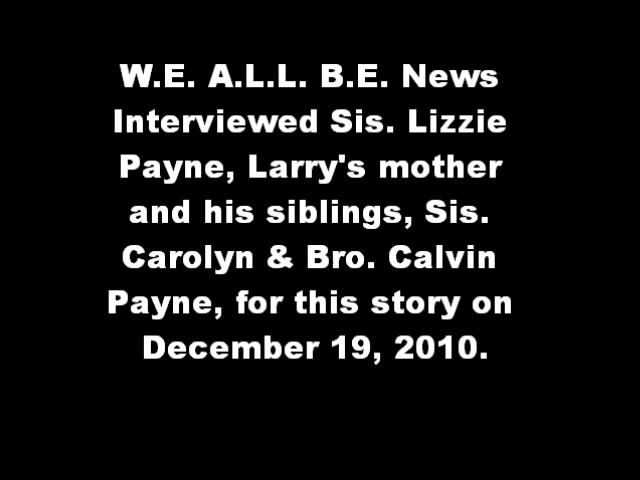 W.E. A.L.L. B.E. News
Interviewed Sis. Lizzie
Payne, Larry's mother
and his siblings, Sis.
Carolyn & Bro. Calvin
Payne, for this story on
December 19, 2010.